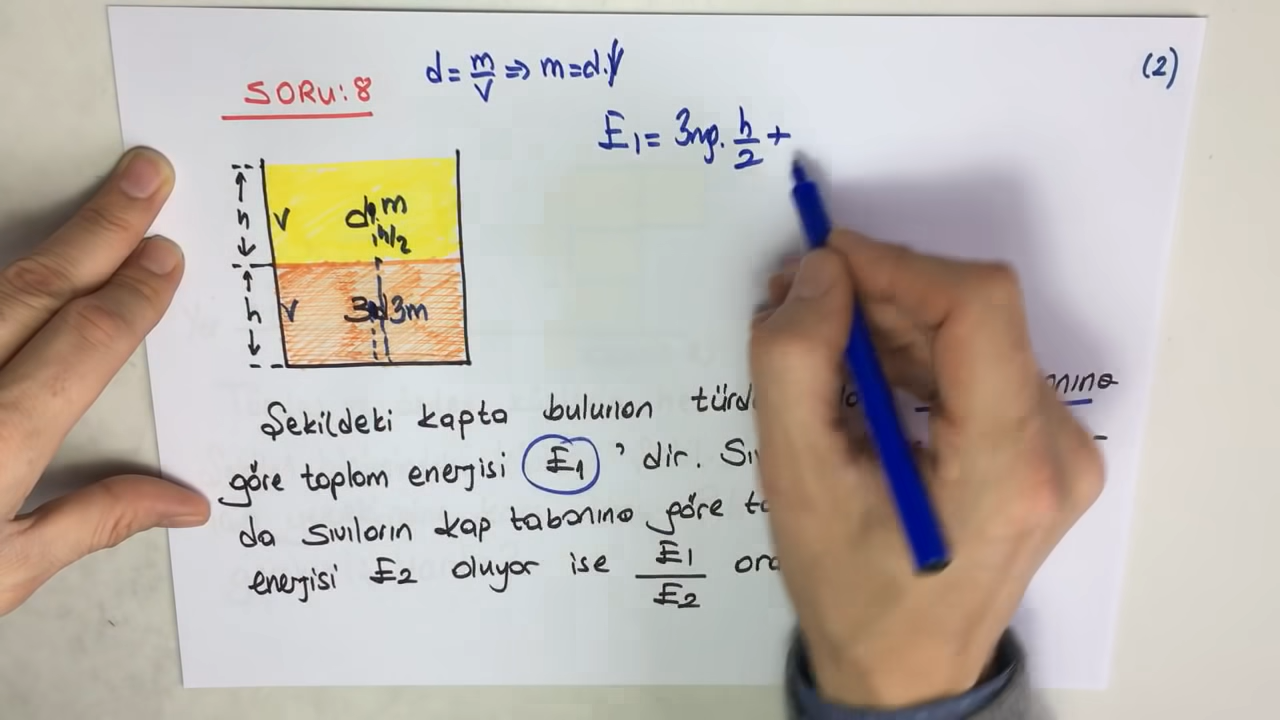 (2)
d = m/V ⇒ m = d.V
SORU: 8
E1 = 3mg. h/2 +
h V d m
h/2
h V 3d 3m
Şekildeki kapta bulunan
göre toplam enerjisi E1 'dir.
da sıvıların kap tabanına göre
enerjisi E2 oluyor ise E1/E2